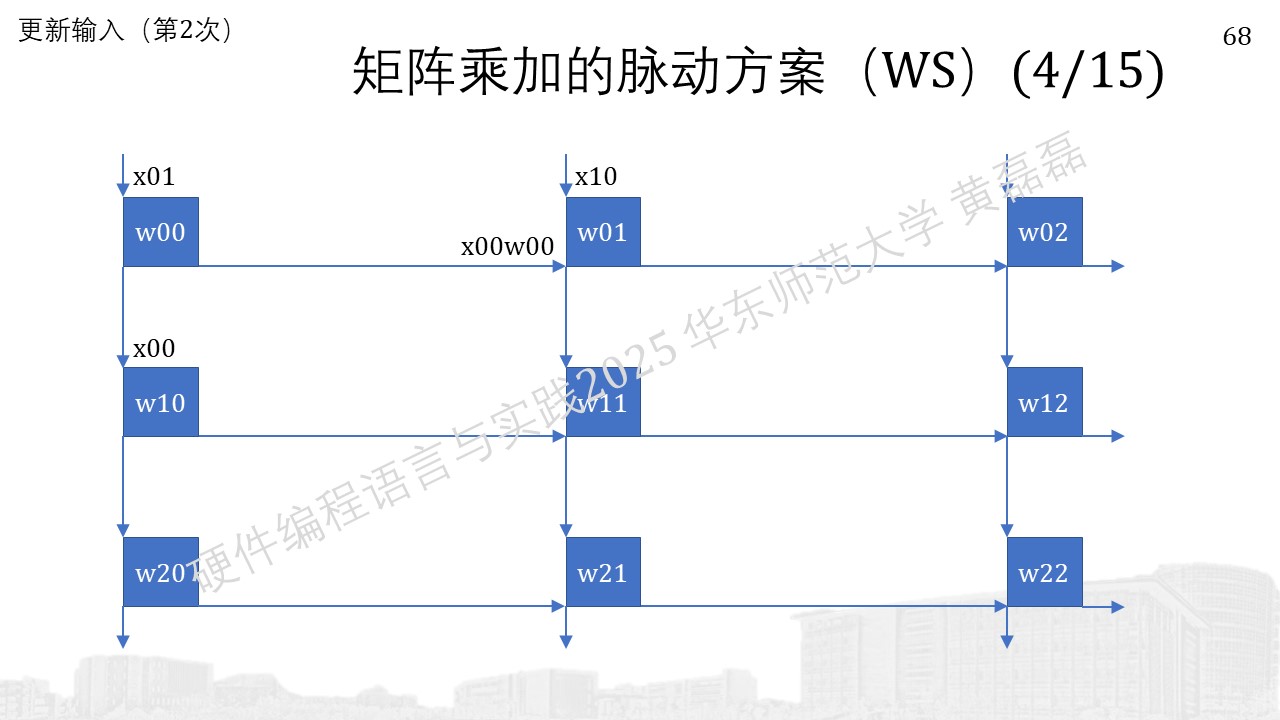 更新输入（第2次）
68
矩阵乘加的脉动方案（WS）(4/15)
x01
x10
w00
w01
w02
x00w00
x00
w10
w11
w12
w20
w21
w22
硬件编程语言与实践2025 华东师范大学 黄磊磊